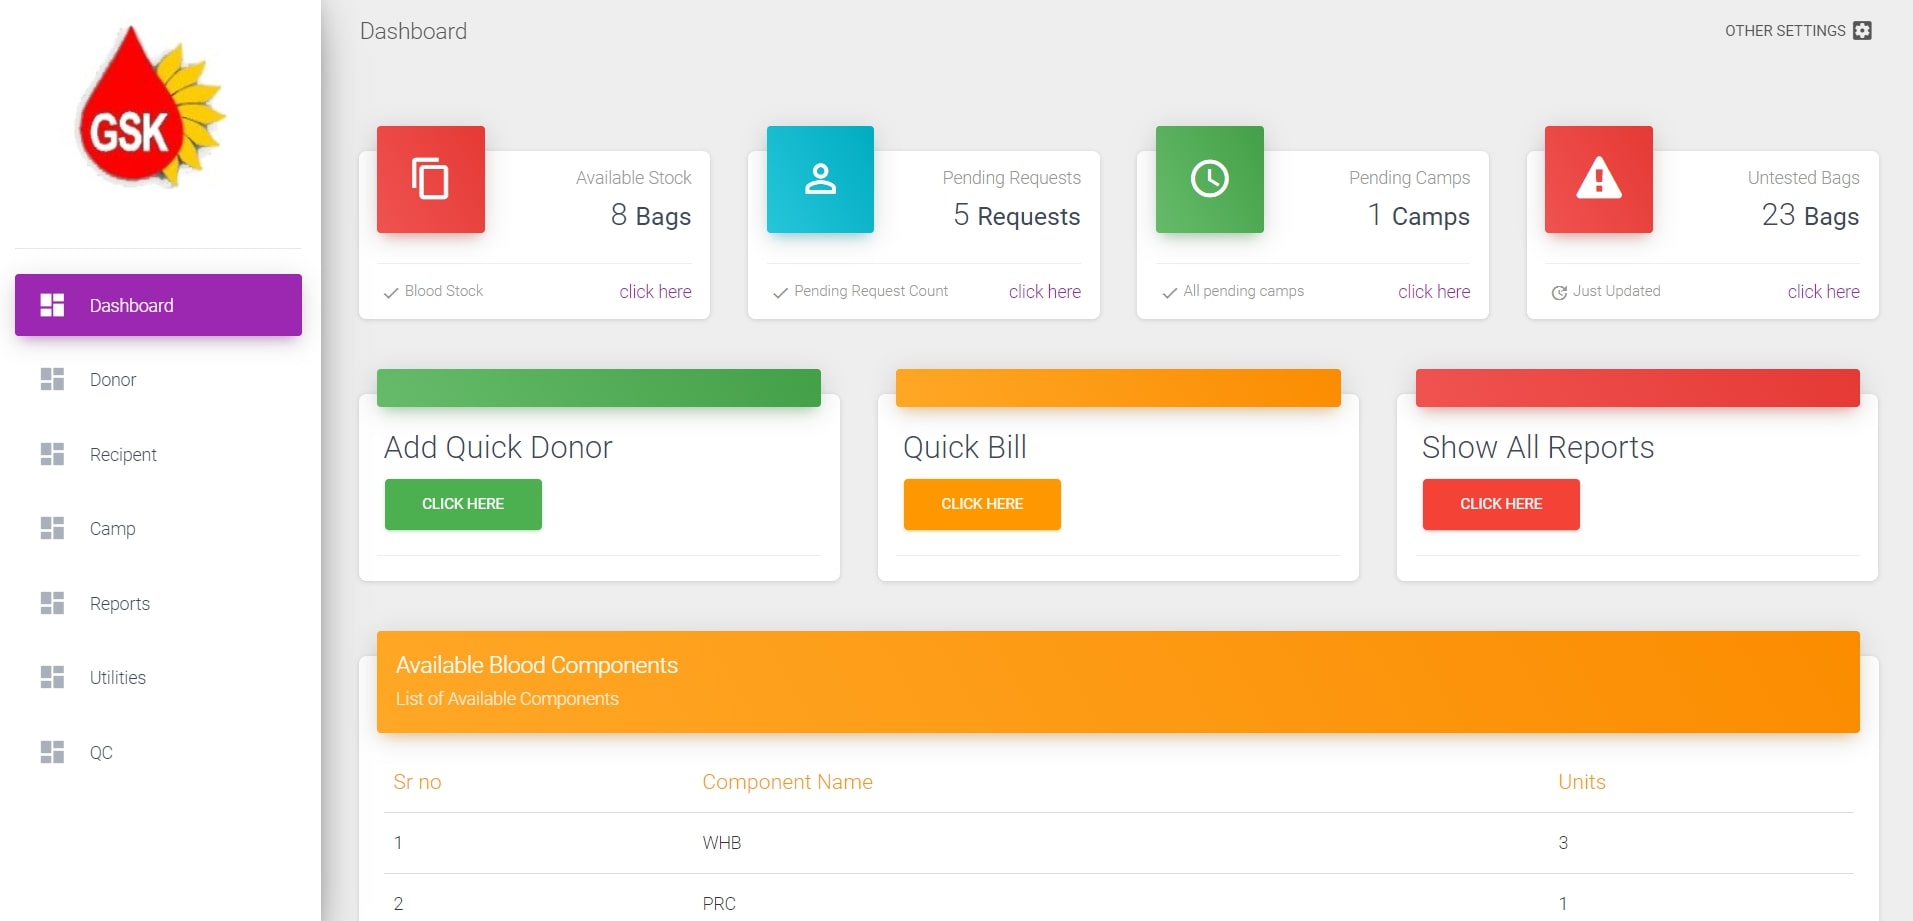 GSK
Dashboard
OTHER SETTINGS
Available Stock
8 Bags
Blood Stock click here
Pending Requests
5 Requests
Pending Request Count click here
Pending Camps
1 Camps
All pending camps click here
Untested Bags
23 Bags
Just Updated click here
Dashboard
Donor
Recipent
Camp
Reports
Utilities
QC
Add Quick Donor
CLICK HERE
Quick Bill
CLICK HERE
Show All Reports
CLICK HERE
Available Blood Components
List of Available Components
Sr no Component Name Units
1 WHB 3
2 PRC 1